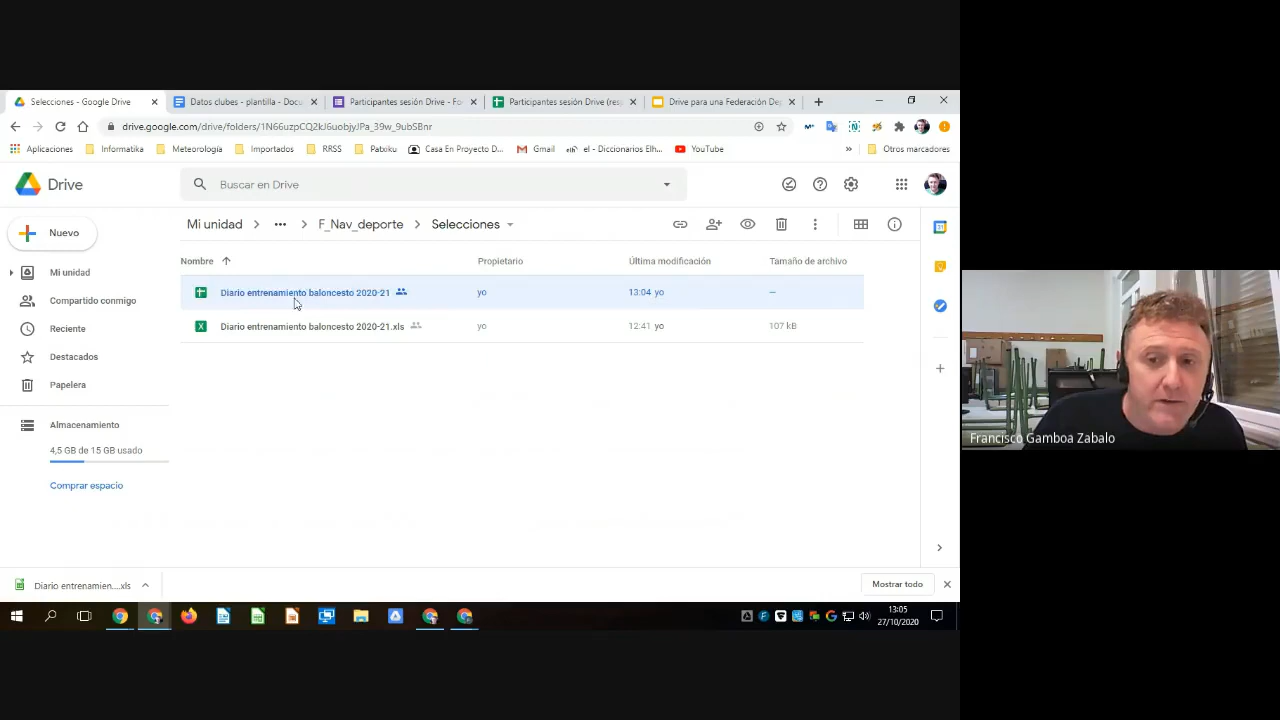 Selecciones - Google Drive
Datos clubes - plantilla - Docu
Participantes sesión Drive - Fo
Participantes sesión Drive (res
Drive para una Federación Dep
drive.google.com/drive/folders/1N66uzpCQ2kJ6uobjyJPa_39w_9ubSBnr
Aplicaciones
Informatika
Meteorología
Importados
RRSS
Patxiku
Casa En Proyecto D...
Gmail
el - Diccionarios Elh...
YouTube
Otros marcadores
Drive
Buscar en Drive
Nuevo
Mi unidad
Compartido conmigo
Reciente
Destacados
Papelera
Almacenamiento
4,5 GB de 15 GB usado
Comprar espacio
Mi unidad
F_Nav_deporte
Selecciones
Nombre
Propietario
Última modificación
Tamaño de archivo
Diario entrenamiento baloncesto 2020-21
yo
13:04 yo
—
Diario entrenamiento baloncesto 2020-21.xls
yo
12:41 yo
107 kB
Francisco Gamboa Zabalo
Diario entrenamien....xls
Mostrar todo
13:05
27/10/2020